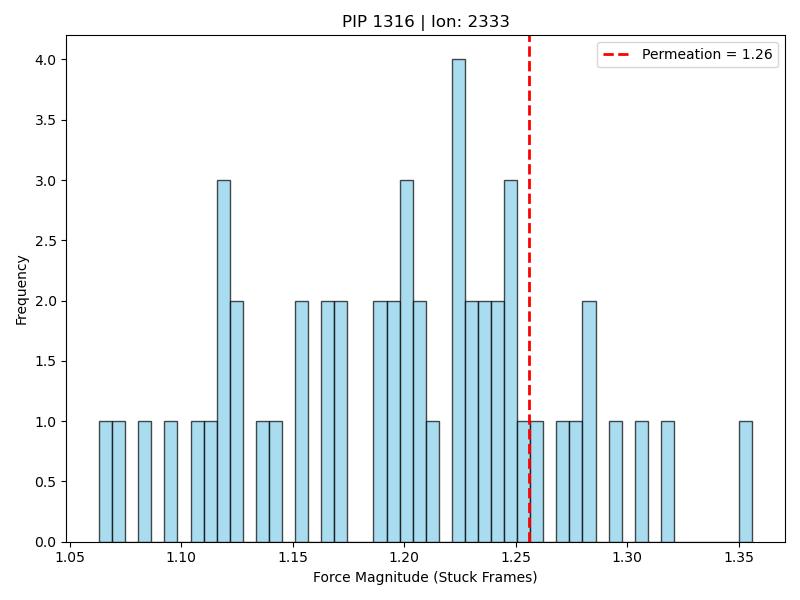 PIP 1316 | Ion: 2333
Permeation = 1.26
4.0
3.5
3.0
2.5
2.0
1.5
1.0
0.5
0.0
Frequency
1.05 1.10 1.15 1.20 1.25 1.30 1.35
Force Magnitude (Stuck Frames)